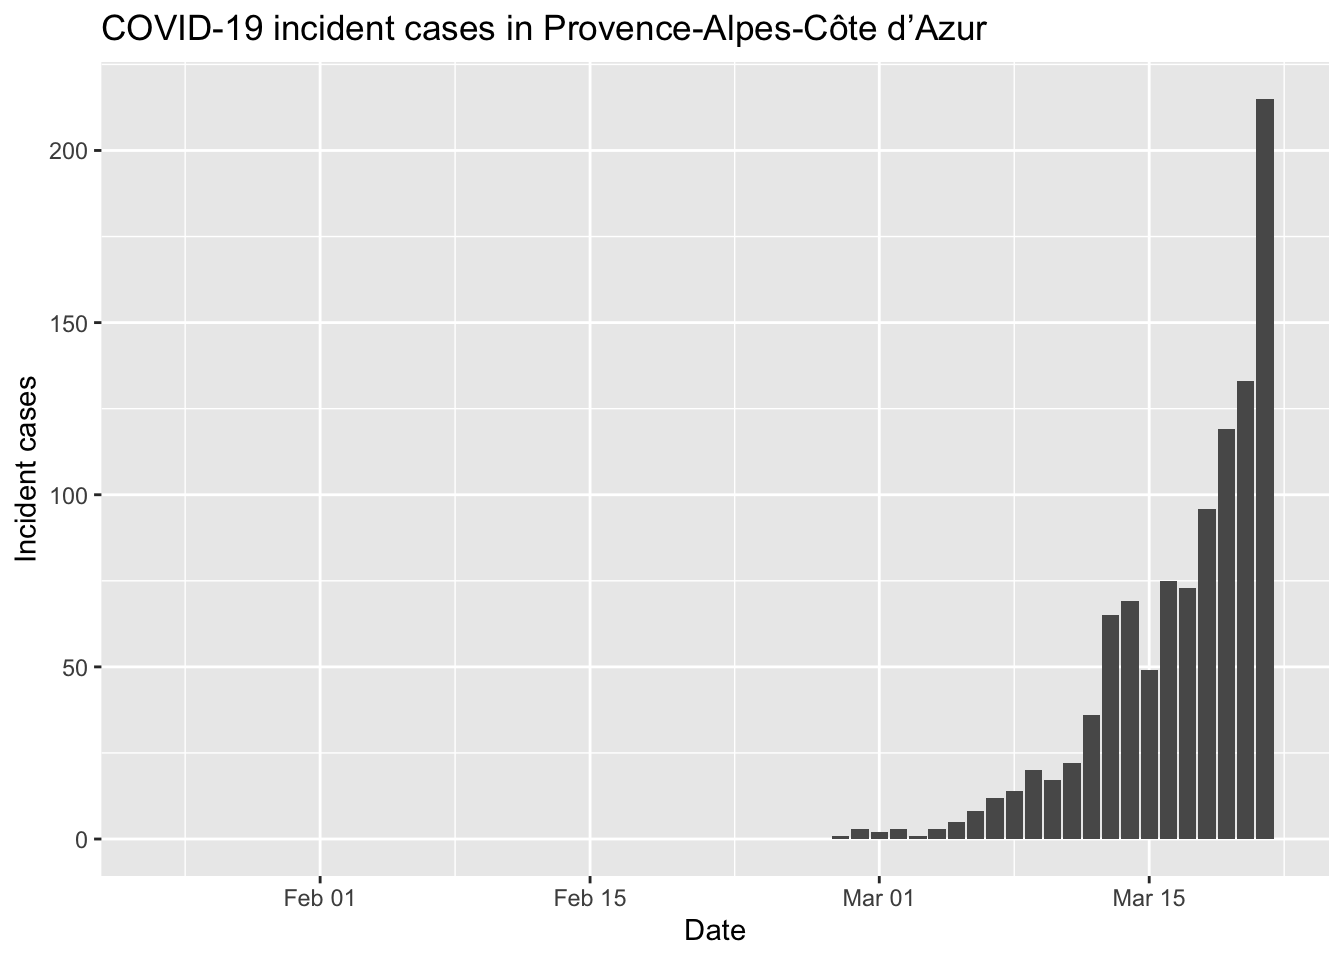 COVID-19 incident cases in Provence-Alpes-Côte d’Azur
200
150
100
50
0
Incident cases
Feb 01
Feb 15
Mar 01
Mar 15
Date